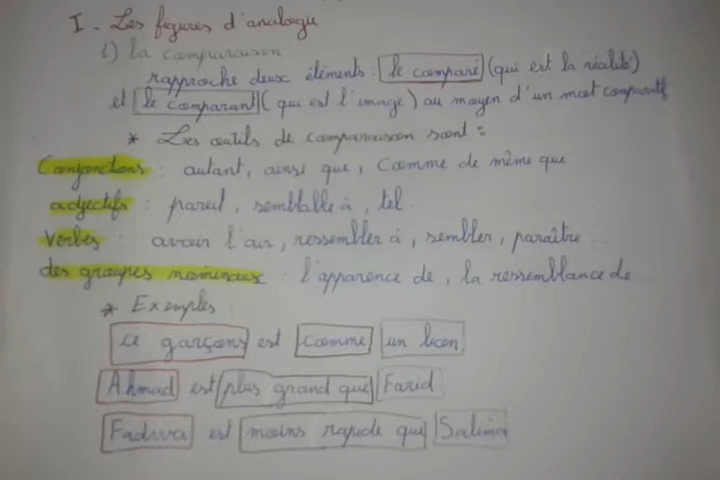 I - Les figures d'analogie
1) la comparaison
rapproche deux éléments : le comparé (qui est la réalité)
et le comparant (qui est l'image) au moyen d'un mot comparatif
* Les outils de comparaison sont :
Conjonctions : autant, ainsi que, comme de même que
adjectifs : pareil, semblable à, tel.
Verbes : avoir l'air, ressembler à, sembler, paraître ...
des groupes nominaux : l'apparence de, la ressemblance de
* Exemples :
ce garçons est comme un lion
Ahmad est plus grand que Farid
Fadwa est moins rapide que Salima